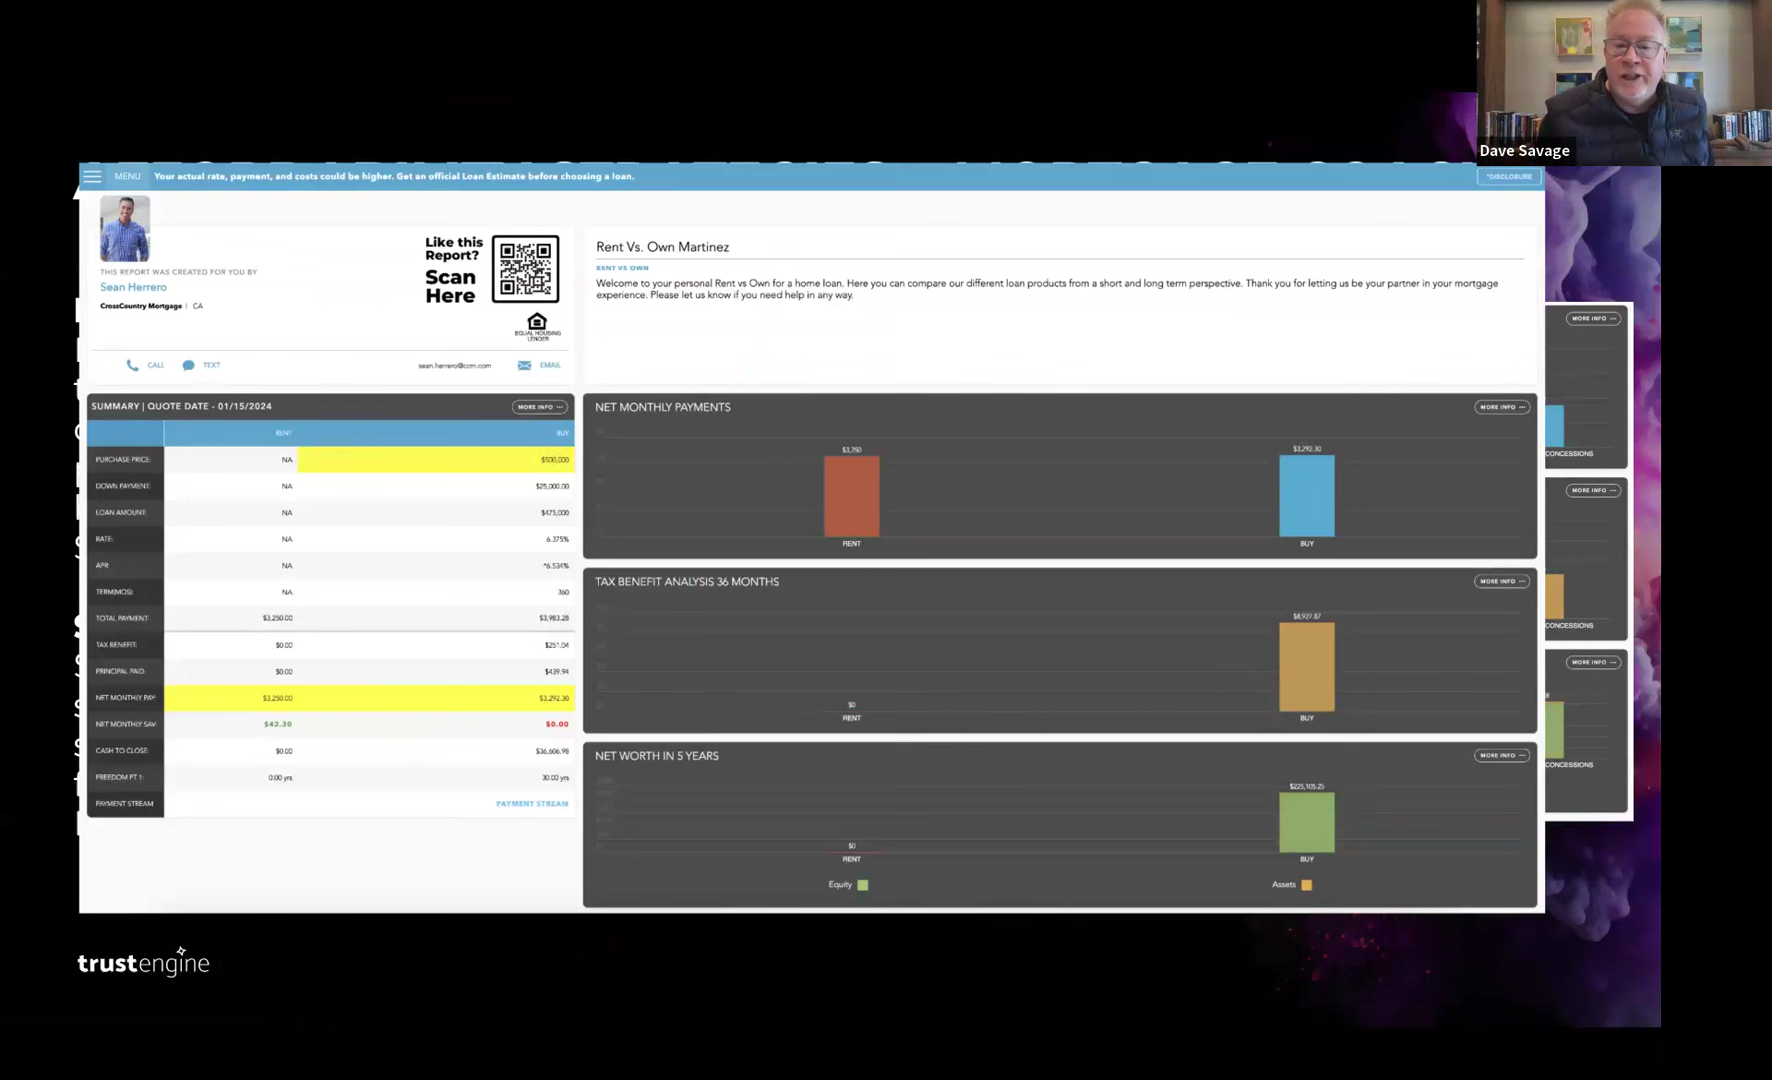 Dave Savage
MENU
Your actual rate, payment, and costs could be higher. Get an official Loan Estimate before choosing a loan.
*DISCLOSURE
THIS REPORT WAS CREATED FOR YOU BY
Sean Herrero
CrossCountry Mortgage | CA
Like this
Report?
Scan
Here
EQUAL HOUSING
LENDER
CALL
TEXT
sean.herrero@ccm.com
EMAIL
Rent Vs. Own Martinez
RENT VS OWN
Welcome to your personal Rent vs Own for a home loan. Here you can compare our different loan products from a short and long term perspective. Thank you for letting us be your partner in your mortgage
experience. Please let us know if you need help in any way.
SUMMARY | QUOTE DATE - 01/15/2024
MORE INFO ...
RENT BUY
PURCHASE PRICE: NA $500,000
DOWN PAYMENT: NA $25,000.00
LOAN AMOUNT: NA $475,000
RATE: NA 6.375%
APR: NA *6.534%
TERM(MOS): NA 360
TOTAL PAYMENT: $3,250.00 $3,983.28
TAX BENEFIT: $0.00 $251.04
PRINCIPAL PAID: $0.00 $439.94
NET MONTHLY PAY: $3,250.00 $3,292.30
NET MONTHLY SAV: $42.30 $0.00
CASH TO CLOSE: $0.00 $36,606.98
FREEDOM PT 1: 0.00 yrs 30.00 yrs
PAYMENT STREAM PAYMENT STREAM
NET MONTHLY PAYMENTS
MORE INFO ...
$3,250
$3,292.30
RENT
BUY
TAX BENEFIT ANALYSIS 36 MONTHS
MORE INFO ...
$0
$8,927.87
RENT
BUY
NET WORTH IN 5 YEARS
MORE INFO ...
$0
$225,105.25
RENT
BUY
Equity
Assets
MORE INFO ...
CONCESSIONS
MORE INFO ...
CONCESSIONS
MORE INFO ...
CONCESSIONS
trustengine